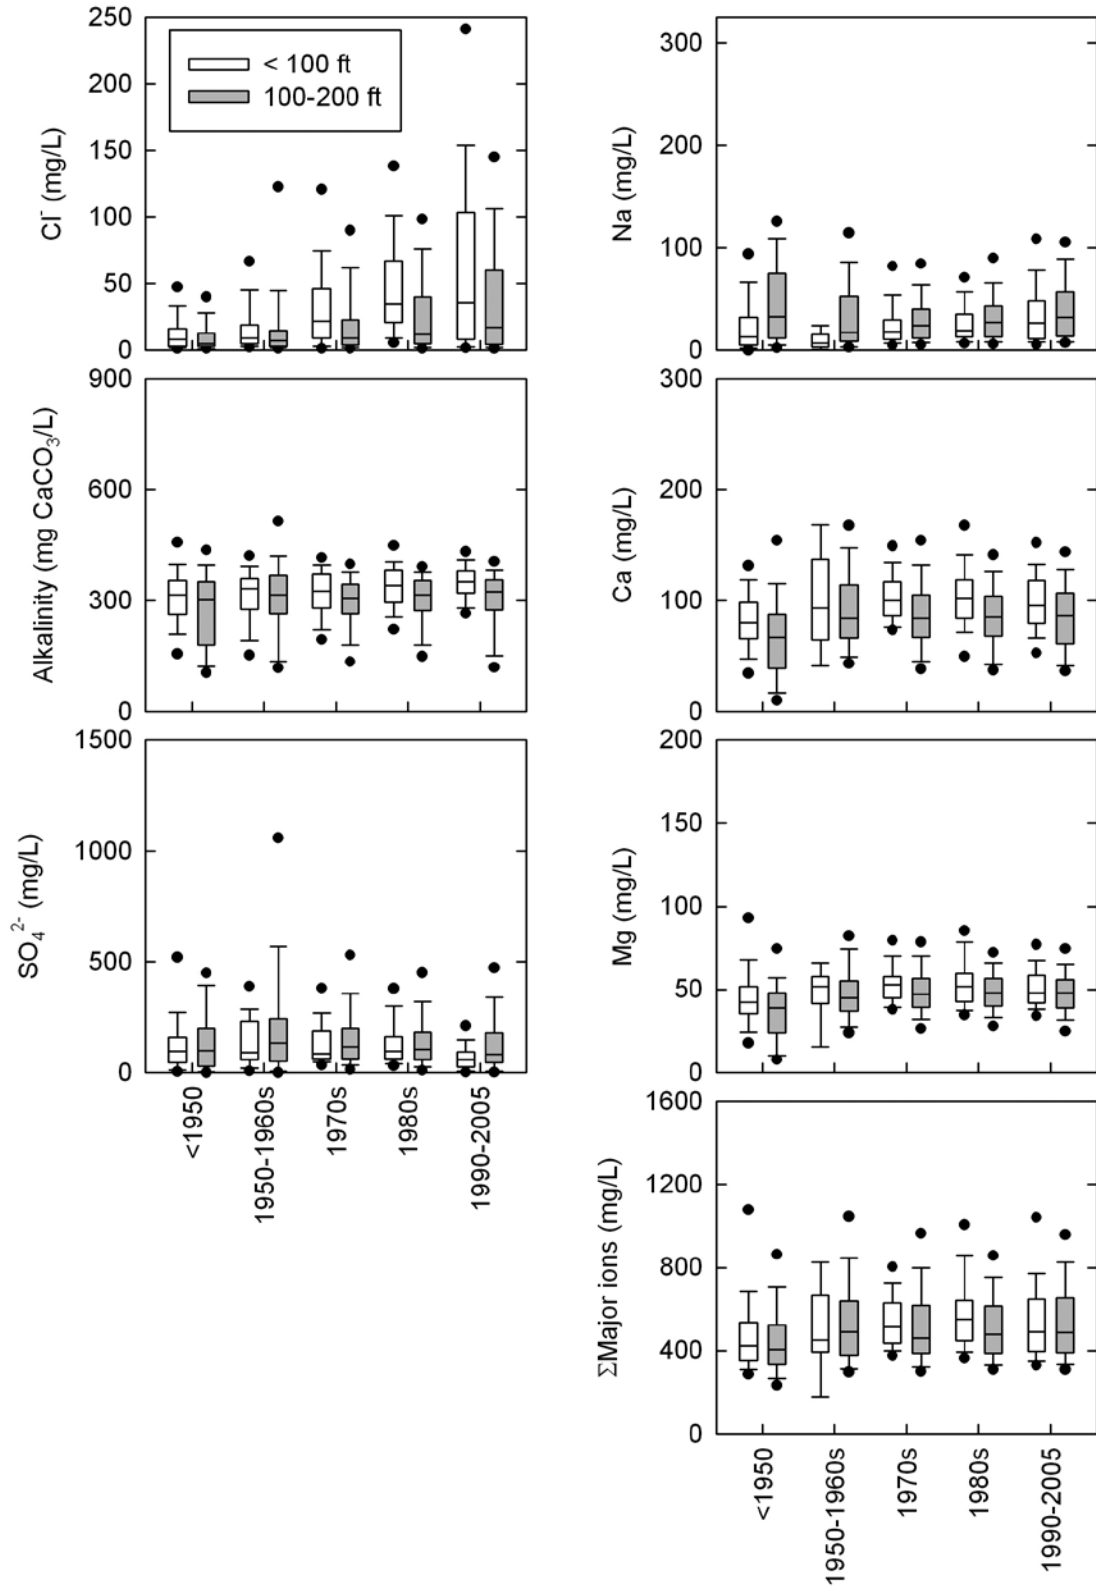 Cl⁻ (mg/L)
250
200
150
100
50
0
< 100 ft
100-200 ft
Na (mg/L)
300
200
100
0
Alkalinity (mg CaCO₃/L)
900
600
300
0
Ca (mg/L)
300
200
100
0
SO₄²⁻ (mg/L)
1500
1000
500
0
<1950
1950-1960s
1970s
1980s
1990-2005
Mg (mg/L)
200
150
100
50
0
ΣMajor ions (mg/L)
1600
1200
800
400
0
<1950
1950-1960s
1970s
1980s
1990-2005